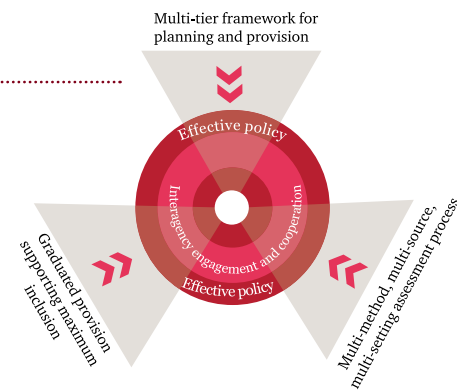 Multi-tier framework for
planning and provision
Effective policy
Interagency engagement and cooperation
Effective policy
Graduated provision
supporting maximum
inclusion
Multi-method, multi-source,
multi-setting assessment process